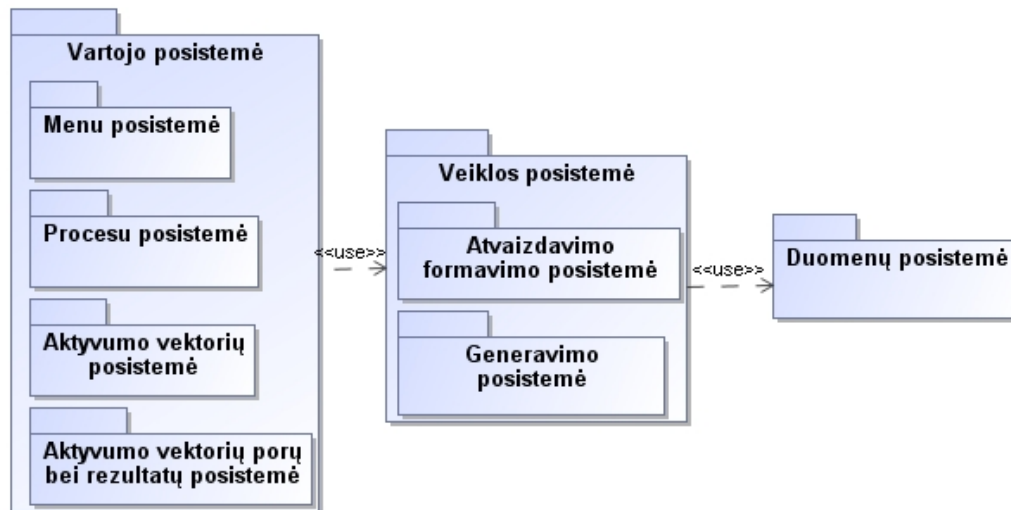 Vartojo posistemė
Menu posistemė
Procesu posistemė
Aktyvumo vektorių
posistemė
Aktyvumo vektorių porų
bei rezultatų posistemė
<<use>>
Veiklos posistemė
Atvaizdavimo
formavimo posistemė
Generavimo
posistemė
<<use>>
Duomenų posistemė